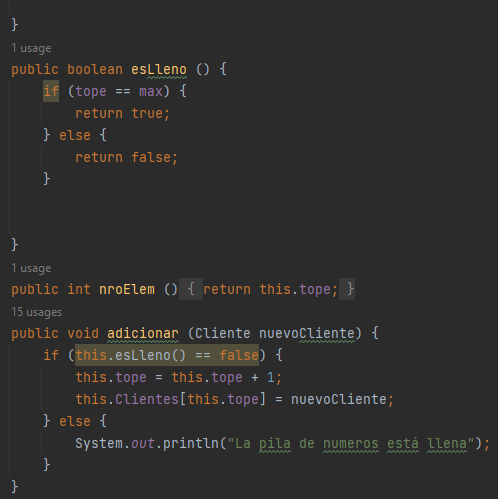 }
1 usage
public boolean esLleno () {
if (tope == max) {
return true;
} else {
return false;
}
}
1 usage
public int nroElem () { return this.tope; }
15 usages
public void adicionar (Cliente nuevoCliente) {
if (this.esLleno() == false) {
this.tope = this.tope + 1;
this.Clientes[this.tope] = nuevoCliente;
} else {
System.out.println("La pila de numeros está llena");
}
}